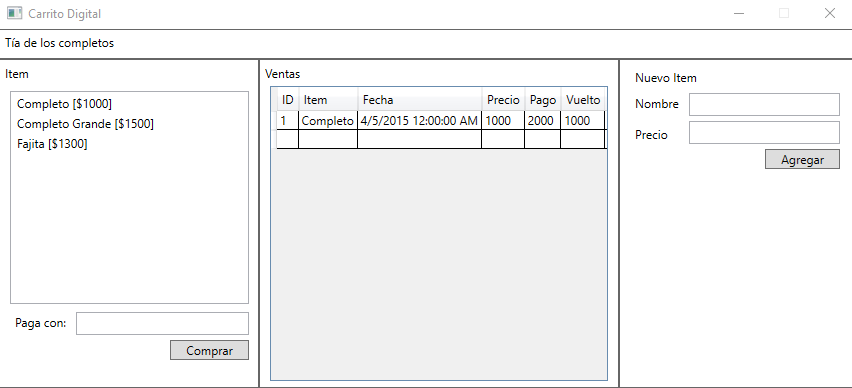 Carrito Digital
Tía de los completos
Item
Completo [$1000]
Completo Grande [$1500]
Fajita [$1300]
Paga con:
Comprar
Ventas
ID Item Fecha Precio Pago Vuelto
1 Completo 4/5/2015 12:00:00 AM 1000 2000 1000
Nuevo Item
Nombre
Precio
Agregar